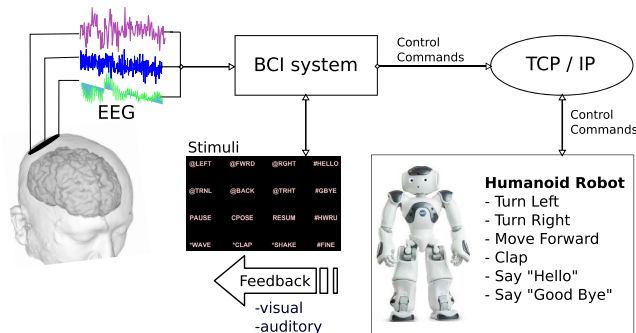 EEG
BCI system
Control
Commands
TCP / IP
Control
Commands
Stimuli
@LEFT @FWRD @RGHT #HELLO
@TRNL @BACK @TRHT #GBYE
PAUSE CPOSE RESUM #HWRU
*WAVE *CLAP *SHAKE #FINE
Feedback
-visual
-auditory
Humanoid Robot
- Turn Left
- Turn Right
- Move Forward
- Clap
- Say "Hello"
- Say "Good Bye"